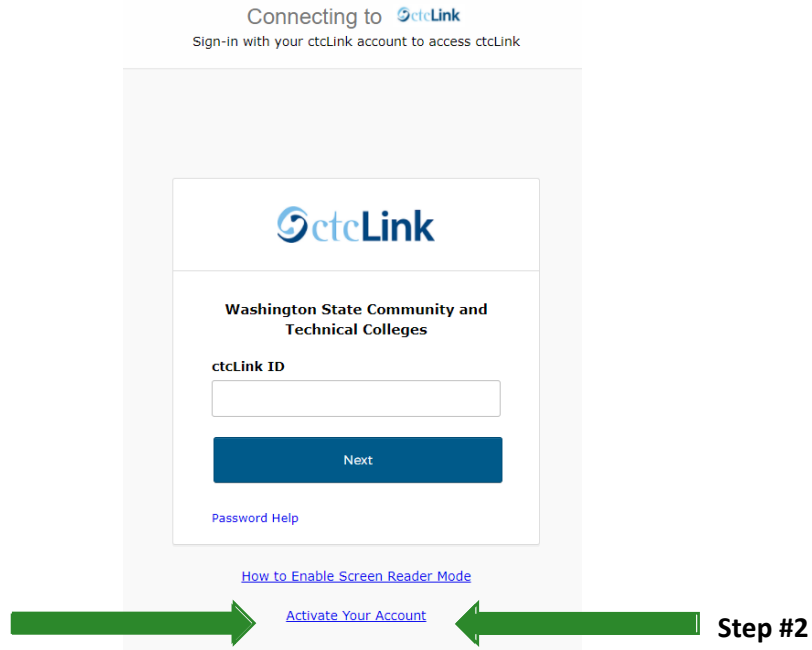 Connecting to ctcLink
Sign-in with your ctcLink account to access ctcLink
ctcLink
Washington State Community and
Technical Colleges
ctcLink ID
Next
Password Help
How to Enable Screen Reader Mode
Activate Your Account
Step #2